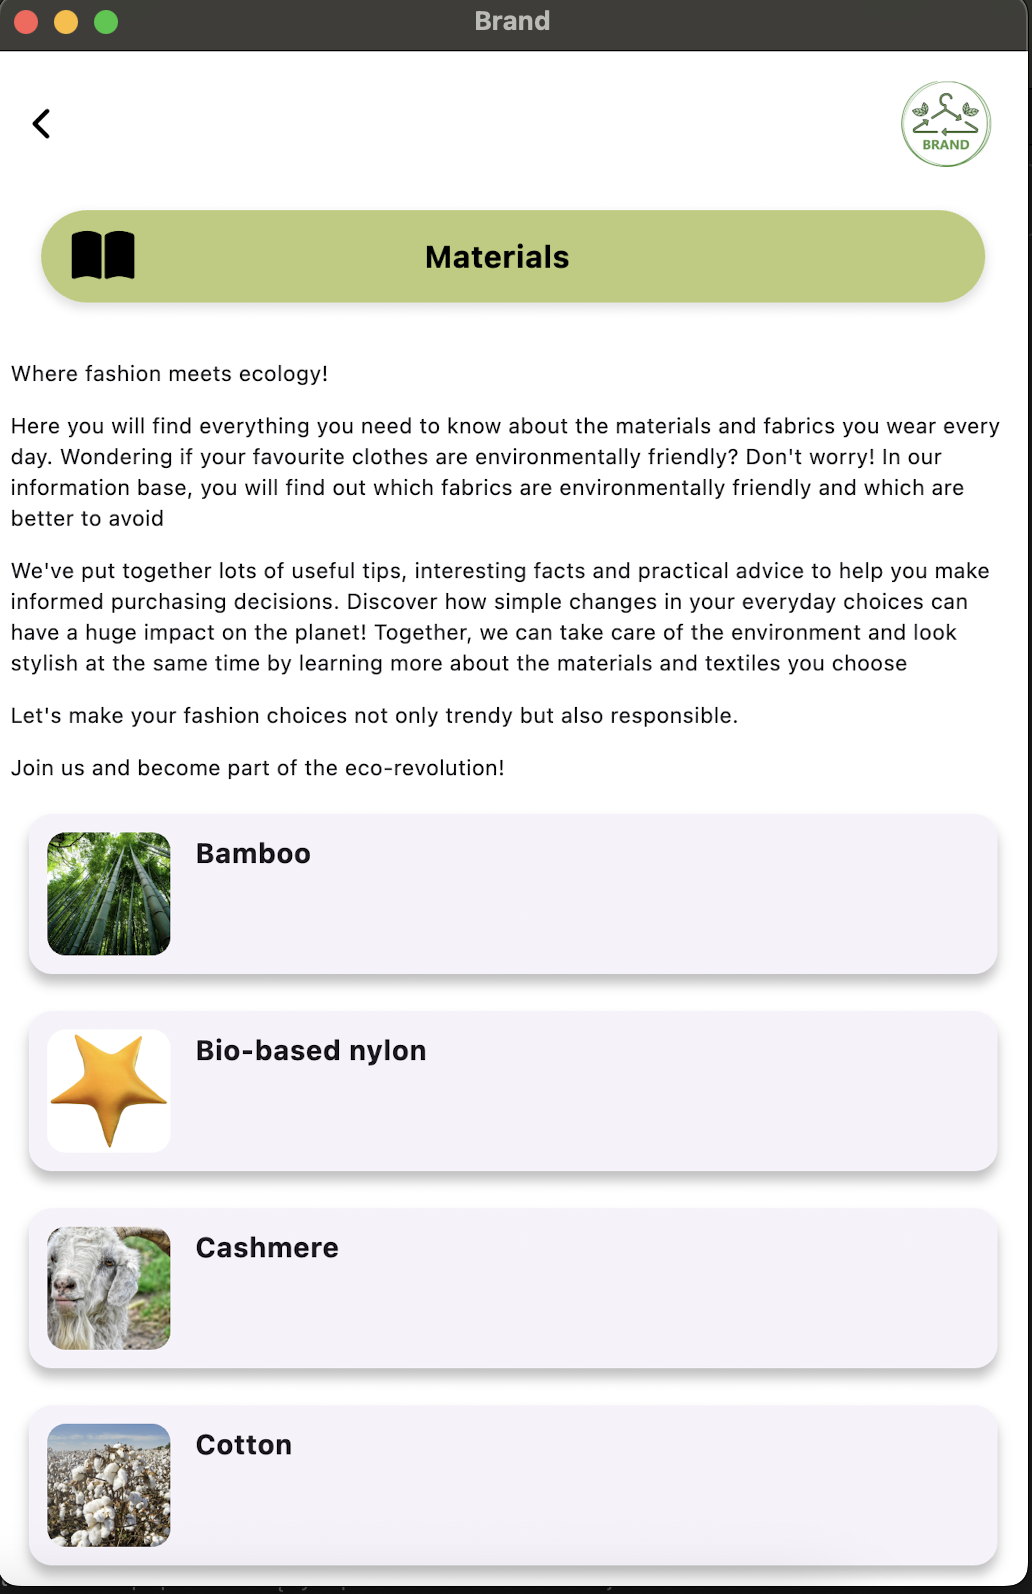 Brand
BRAND
Materials
Where fashion meets ecology!
Here you will find everything you need to know about the materials and fabrics you wear every
day. Wondering if your favourite clothes are environmentally friendly? Don't worry! In our
information base, you will find out which fabrics are environmentally friendly and which are
better to avoid
We've put together lots of useful tips, interesting facts and practical advice to help you make
informed purchasing decisions. Discover how simple changes in your everyday choices can
have a huge impact on the planet! Together, we can take care of the environment and look
stylish at the same time by learning more about the materials and textiles you choose
Let's make your fashion choices not only trendy but also responsible.
Join us and become part of the eco-revolution!
Bamboo
Bio-based nylon
Cashmere
Cotton